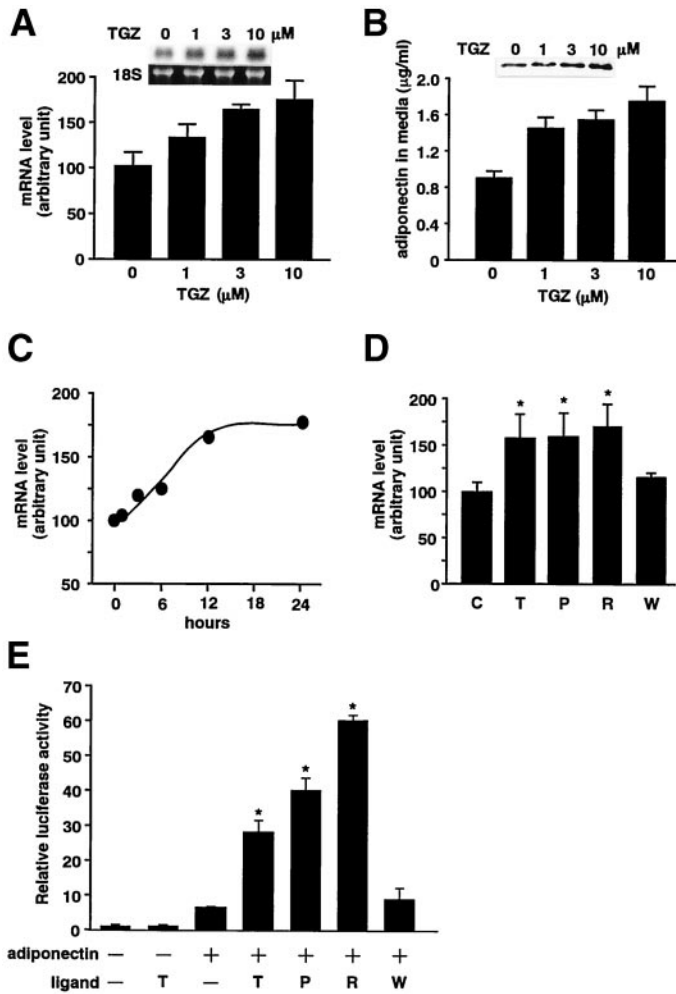 A
TGZ 0 1 3 10 μM
18S
200
150
100
50
0
mRNA level
(arbitrary unit)
0 1 3 10
TGZ (μM)
B
TGZ 0 1 3 10 μM
2.0
1.6
1.2
0.8
0.4
0
adiponectin in media (μg/ml)
0 1 3 10
TGZ (μM)
C
200
150
100
50
mRNA level
(arbitrary unit)
0 6 12 18 24
hours
D
200
150
100
50
0
mRNA level
(arbitrary unit)
* * *
C T P R W
E
70
60
50
40
30
20
10
0
Relative luciferase activity
* * *
adiponectin — — + + + + +
ligand — T — T P R W